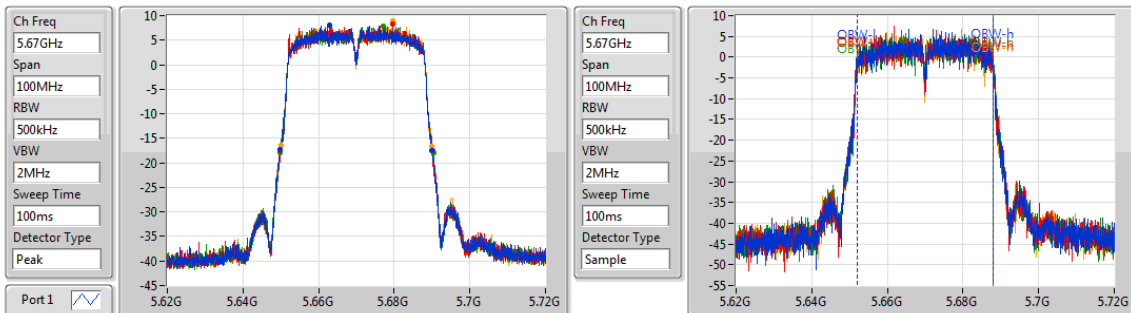 Ch Freq
5.67GHz
Span
100MHz
RBW
500kHz
VBW
2MHz
Sweep Time
100ms
Detector Type
Peak
Port 1
10
5
0
-5
-10
-15
-20
-25
-30
-35
-40
-45
5.62G 5.64G 5.66G 5.68G 5.7G 5.72G
Ch Freq
5.67GHz
Span
100MHz
RBW
500kHz
VBW
2MHz
Sweep Time
100ms
Detector Type
Sample
10
5
0
-5
-10
-15
-20
-25
-30
-35
-40
-45
-50
-55
OBW-l OBW-h
5.62G 5.64G 5.66G 5.68G 5.7G 5.72G